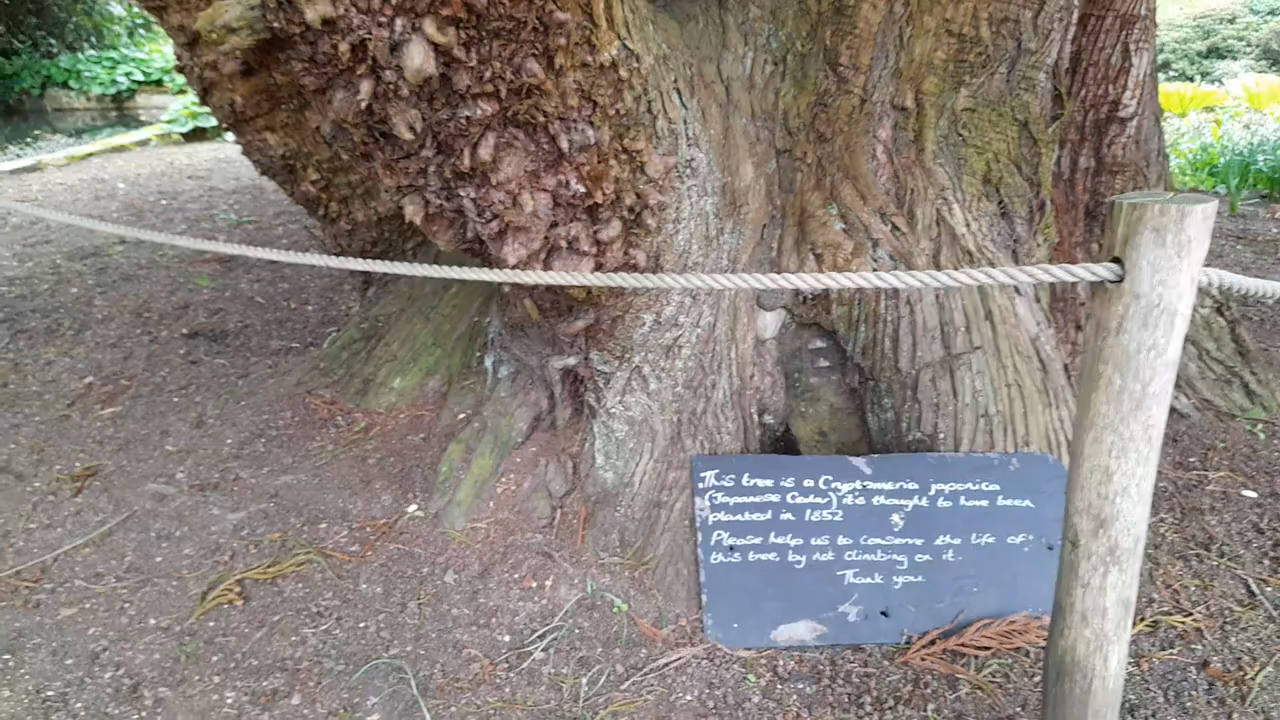 This tree is a Cryptomeria japonica
(Japanese Cedar) it's thought to have been
planted in 1852
Please help us to conserve the life of
this tree, by not climbing on it.
Thank you.